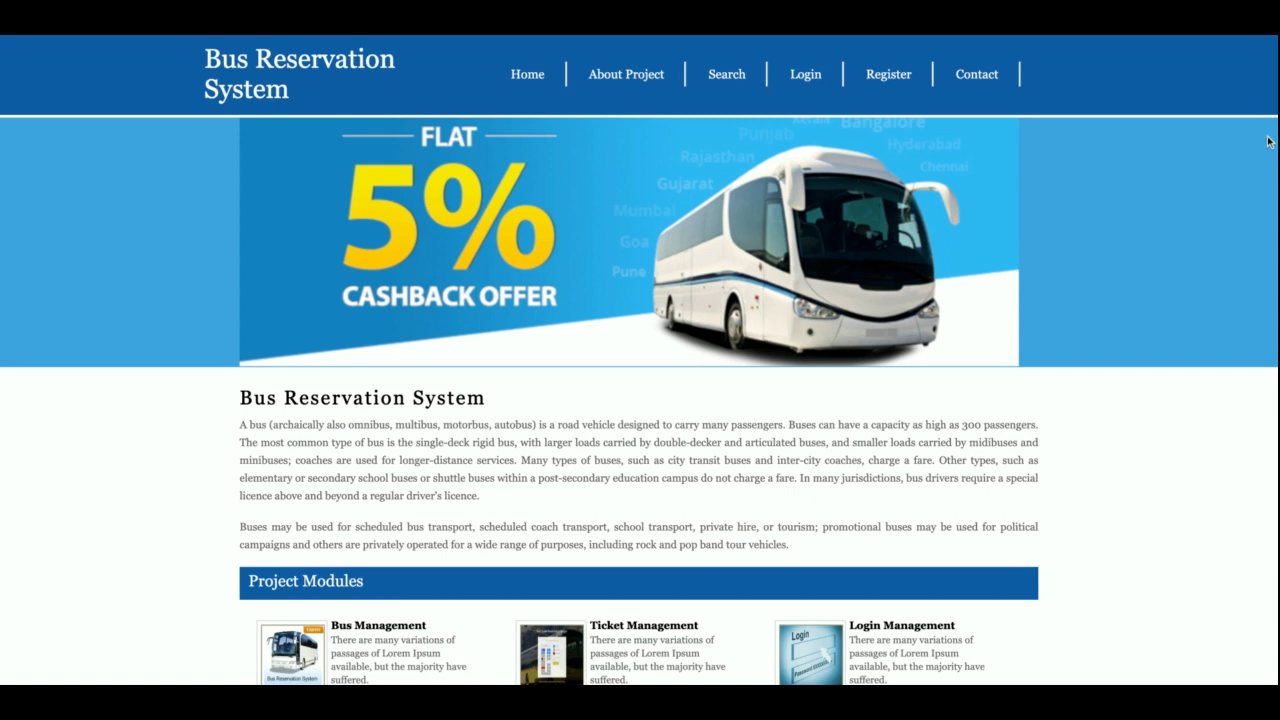 Bus Reservation
System
Home
About Project
Search
Login
Register
Contact
FLAT
5%
CASHBACK OFFER
Kerala
Bangalore
Punjab
Hyderabad
Rajasthan
Chennai
Gujarat
Mumbai
Goa
Pune
Bus Reservation System
A bus (archaically also omnibus, multibus, motorbus, autobus) is a road vehicle designed to carry many passengers. Buses can have a capacity as high as 300 passengers.
The most common type of bus is the single-deck rigid bus, with larger loads carried by double-decker and articulated buses, and smaller loads carried by midibuses and
minibuses; coaches are used for longer-distance services. Many types of buses, such as city transit buses and inter-city coaches, charge a fare. Other types, such as
elementary or secondary school buses or shuttle buses within a post-secondary education campus do not charge a fare. In many jurisdictions, bus drivers require a special
licence above and beyond a regular driver's licence.
Buses may be used for scheduled bus transport, scheduled coach transport, school transport, private hire, or tourism; promotional buses may be used for political
campaigns and others are privately operated for a wide range of purposes, including rock and pop band tour vehicles.
Project Modules
Bus Management
There are many variations of
passages of Lorem Ipsum
available, but the majority have
suffered.
Bus Reservation System
Ticket Management
There are many variations of
passages of Lorem Ipsum
available, but the majority have
suffered.
Login
Password
Login Management
There are many variations of
passages of Lorem Ipsum
available, but the majority have
suffered.